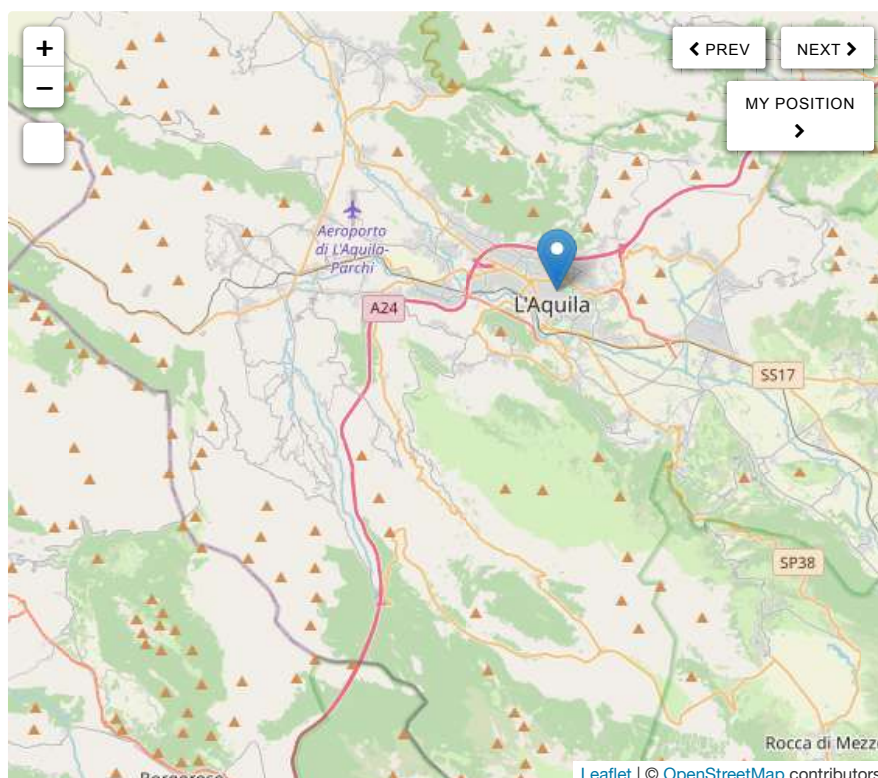 +
PREV
NEXT
−
MY POSITION
Aeroporto
di L'Aquila-
Parchi
A24
L'Aquila
SS17
SP38
Rocca di Mezz
Leaflet | © OpenStreetMap contributors